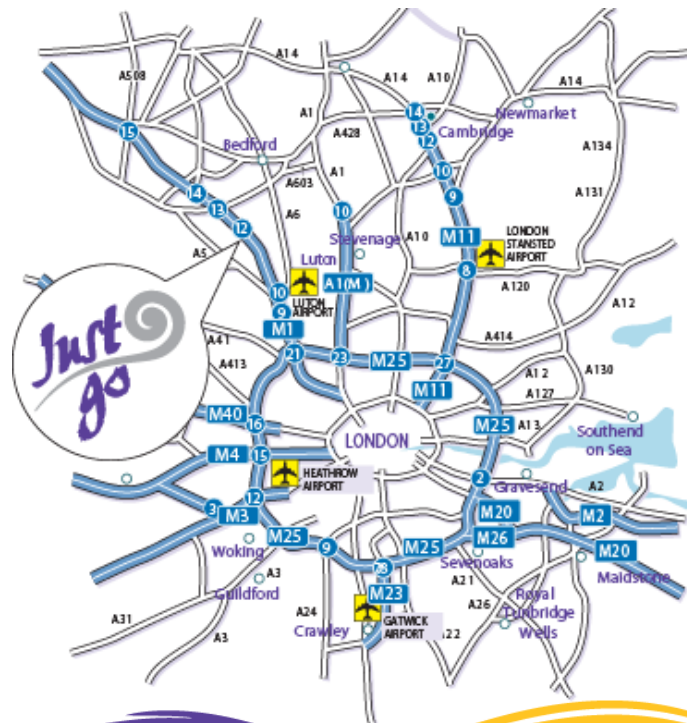 A14
A508
A14
A10
A14
Newmarket
15
A1
14
13
Cambridge
A428
12
Bedford
A134
A1
10
A603
14
9
A131
13
10
A6
12
M11
LONDON
STANSTED
AIRPORT
A10
Stevenage
A5
Luton
8
10
A1(M)
A120
LUTON
AIRPORT
9
A12
Just
go
M1
A414
A41
21
23
M25
27
A413
A12
A130
M11
A127
M40
16
M25
A13
Southend
on Sea
LONDON
M4
15
HEATHROW
AIRPORT
2
Gravesend
A2
12
3
M3
M20
M2
M25
9
M25
M26
M20
Woking
Sevenoaks
Maidstone
A3
Guildford
M23
A21
Royal
Tunbridge
Wells
A24
A26
A31
Crawley
GATWICK
AIRPORT
A22
A3